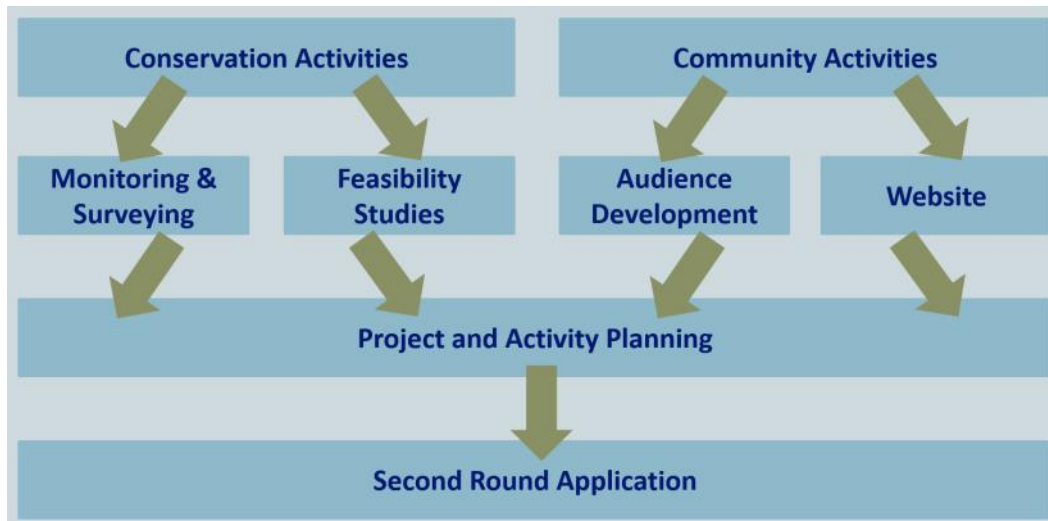 Conservation Activities
Community Activities
Monitoring &
Surveying
Feasibility
Studies
Audience
Development
Website
Project and Activity Planning
Second Round Application